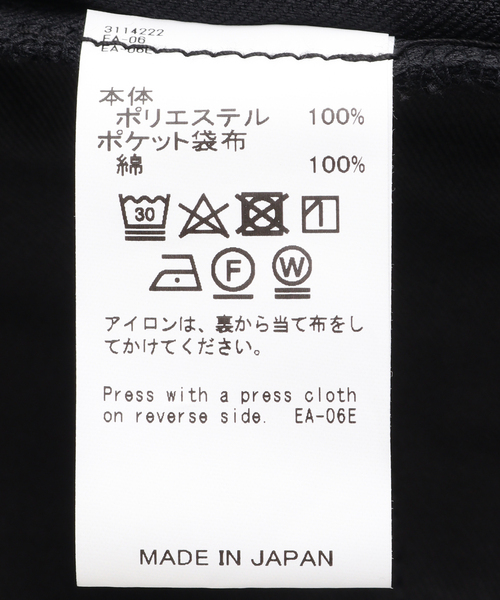 3114222
EA-06
EA-06E
本体
ポリエステル 100%
ポケット袋布
綿 100%
30
F W
アイロンは、裏から当て布をし
てかけてください。
Press with a press cloth
on reverse side. EA-06E
MADE IN JAPAN